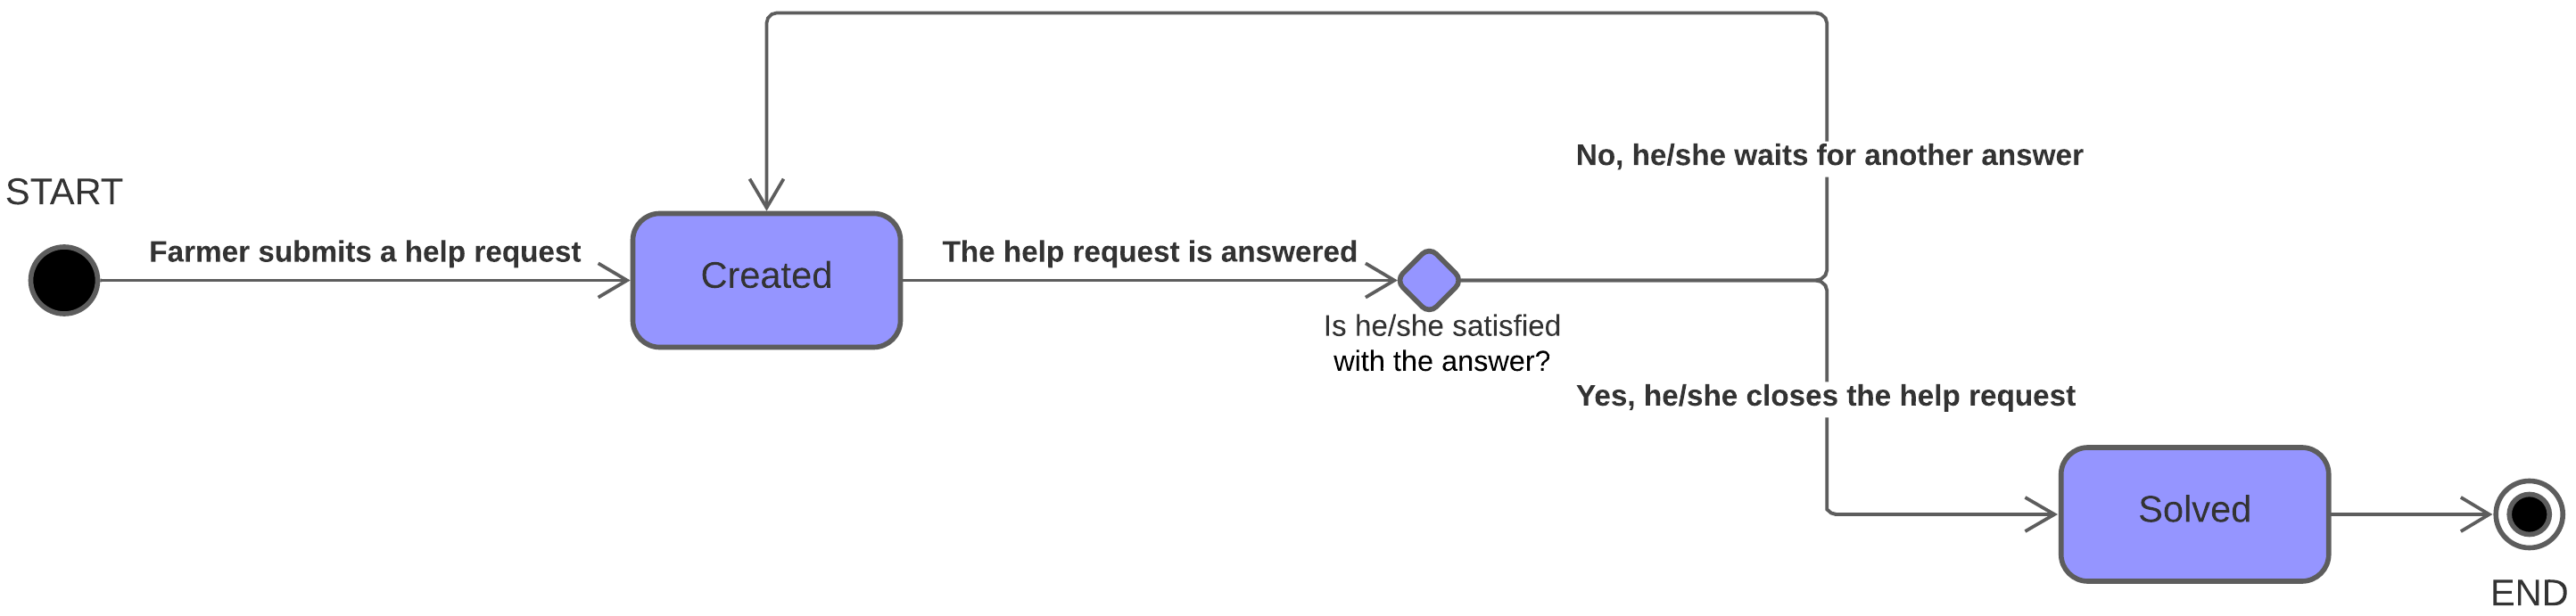 START
Farmer submits a help request
Created
The help request is answered
Is he/she satisfied
with the answer?
No, he/she waits for another answer
Yes, he/she closes the help request
Solved
END